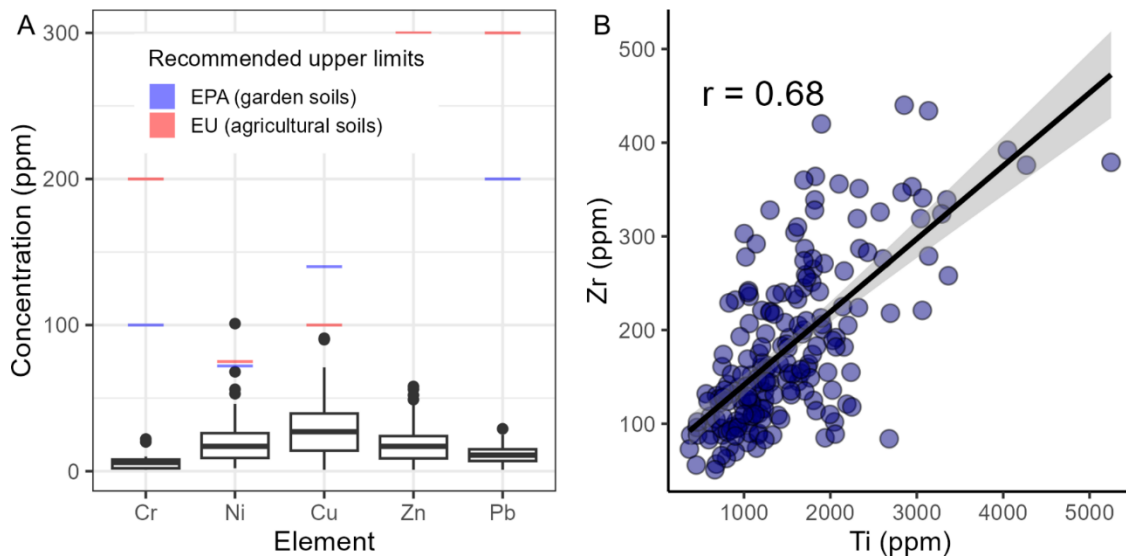 A
Recommended upper limits
EPA (garden soils)
EU (agricultural soils)
Concentration (ppm)
300
200
100
0
Cr Ni Cu Zn Pb
Element
B
r = 0.68
Zr (ppm)
500
400
300
200
100
1000 2000 3000 4000 5000
Ti (ppm)